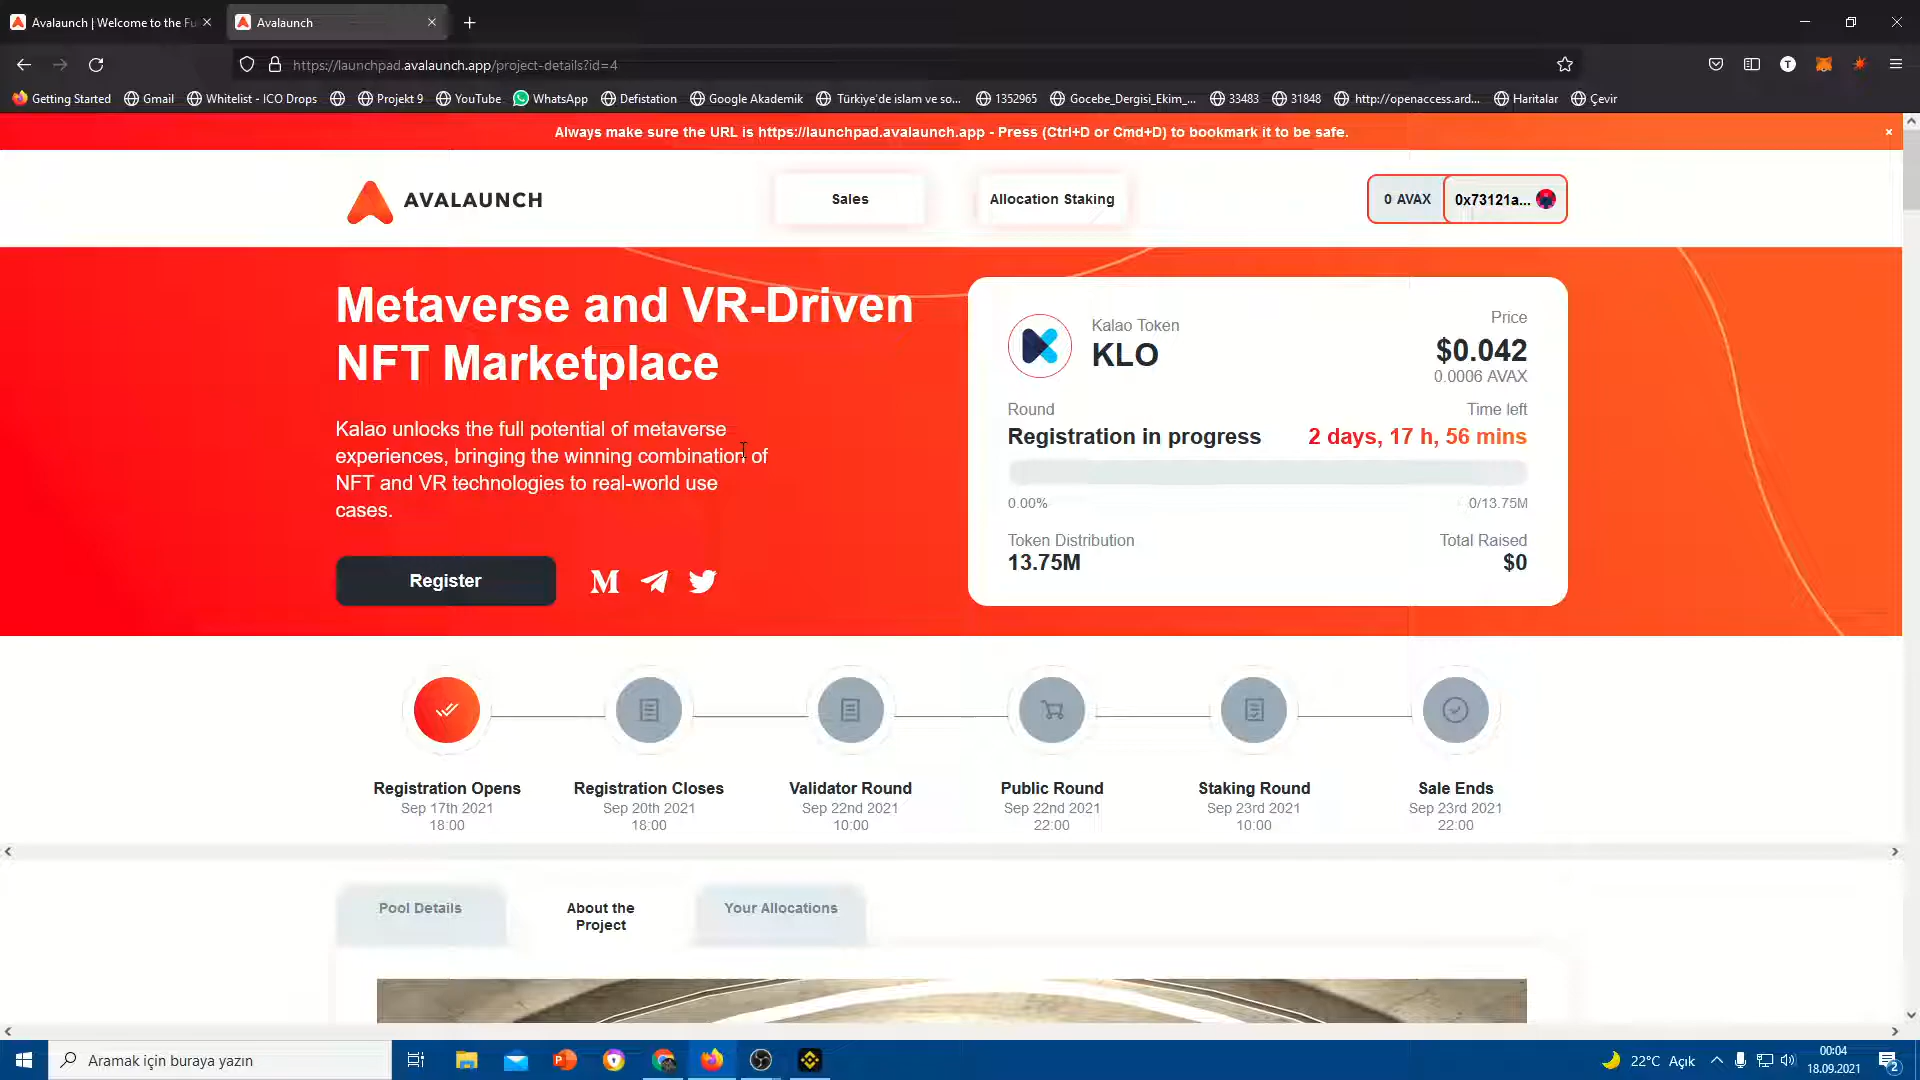 Avalaunch | Welcome to the Fu
Avalaunch
https://launchpad.avalaunch.app/project-details?id=4
Getting Started
Gmail
Whitelist - ICO Drops
Projekt 9
YouTube
WhatsApp
Defistation
Google Akademik
Türkiye'de islam ve so...
1352965
Gocebe_Dergisi_Ekim_...
33483
31848
http://openaccess.ard...
Haritalar
Çevir
Always make sure the URL is https://launchpad.avalaunch.app - Press (Ctrl+D or Cmd+D) to bookmark it to be safe.
AVALAUNCH
Sales
Allocation Staking
0 AVAX
0x73121a...
Metaverse and VR-Driven
NFT Marketplace
Kalao unlocks the full potential of metaverse
experiences, bringing the winning combination of
NFT and VR technologies to real-world use
cases.
Register
Kalao Token
KLO
Price
$0.042
0.0006 AVAX
Round
Registration in progress
Time left
2 days, 17 h, 56 mins
0.00%
0/13.75M
Token Distribution
13.75M
Total Raised
$0
Registration Opens
Sep 17th 2021
18:00
Registration Closes
Sep 20th 2021
18:00
Validator Round
Sep 22nd 2021
10:00
Public Round
Sep 22nd 2021
22:00
Staking Round
Sep 23rd 2021
10:00
Sale Ends
Sep 23rd 2021
22:00
Pool Details
About the
Project
Your Allocations
Aramak için buraya yazın
22°C Açık
00:04
18.09.2021
2